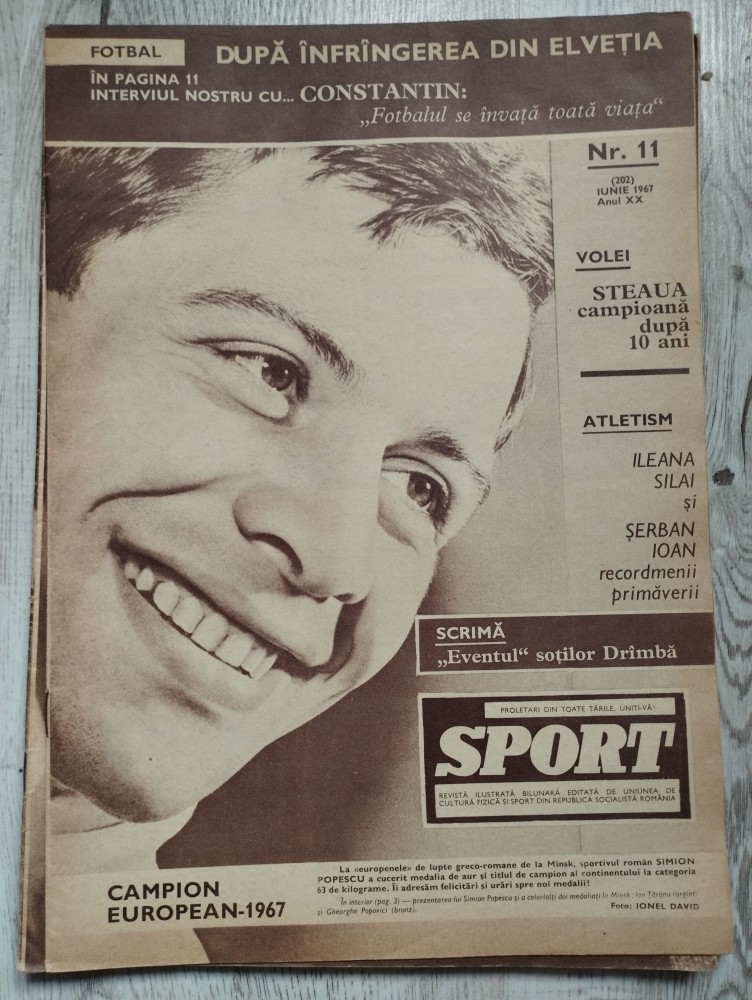 FOTBAL
DUPĂ ÎNFRÎNGEREA DIN ELVEȚIA
ÎN PAGINA 11
INTERVIUL NOSTRU CU... CONSTANTIN:
„Fotbalul se învață toată viața“
Nr. 11
(202)
IUNIE 1967
Anul XX
VOLEI
STEAUA
campioană
după
10 ani
ATLETISM
ILEANA
SILAI
și
ȘERBAN
IOAN
recordmenii
primăverii
SCRIMĂ
„Eventul“ soților Drîmbă
PROLETARI DIN TOATE ȚĂRILE, UNIȚI-VĂ!
SPORT
REVISTĂ ILUSTRATĂ BILUNARĂ EDITATĂ DE UNIUNEA DE
CULTURĂ FIZICĂ ȘI SPORT DIN REPUBLICA SOCIALISTĂ ROMÂNIA
CAMPION
EUROPEAN-1967
La «europenele» de lupte greco-romane de la Minsk, sportivul român SIMION
POPESCU a cucerit medalia de aur și titlul de campion al continentului la categoria
63 de kilograme. Îi adresăm felicitări și urări spre noi medalii!
În interior (pag. 3) — prezentarea lui Simion Popescu și a celorlalți doi medaliați la Minsk: Ion Țăranu (argint)
și Gheorghe Popovici (bronz).
Foto: IONEL DAVID